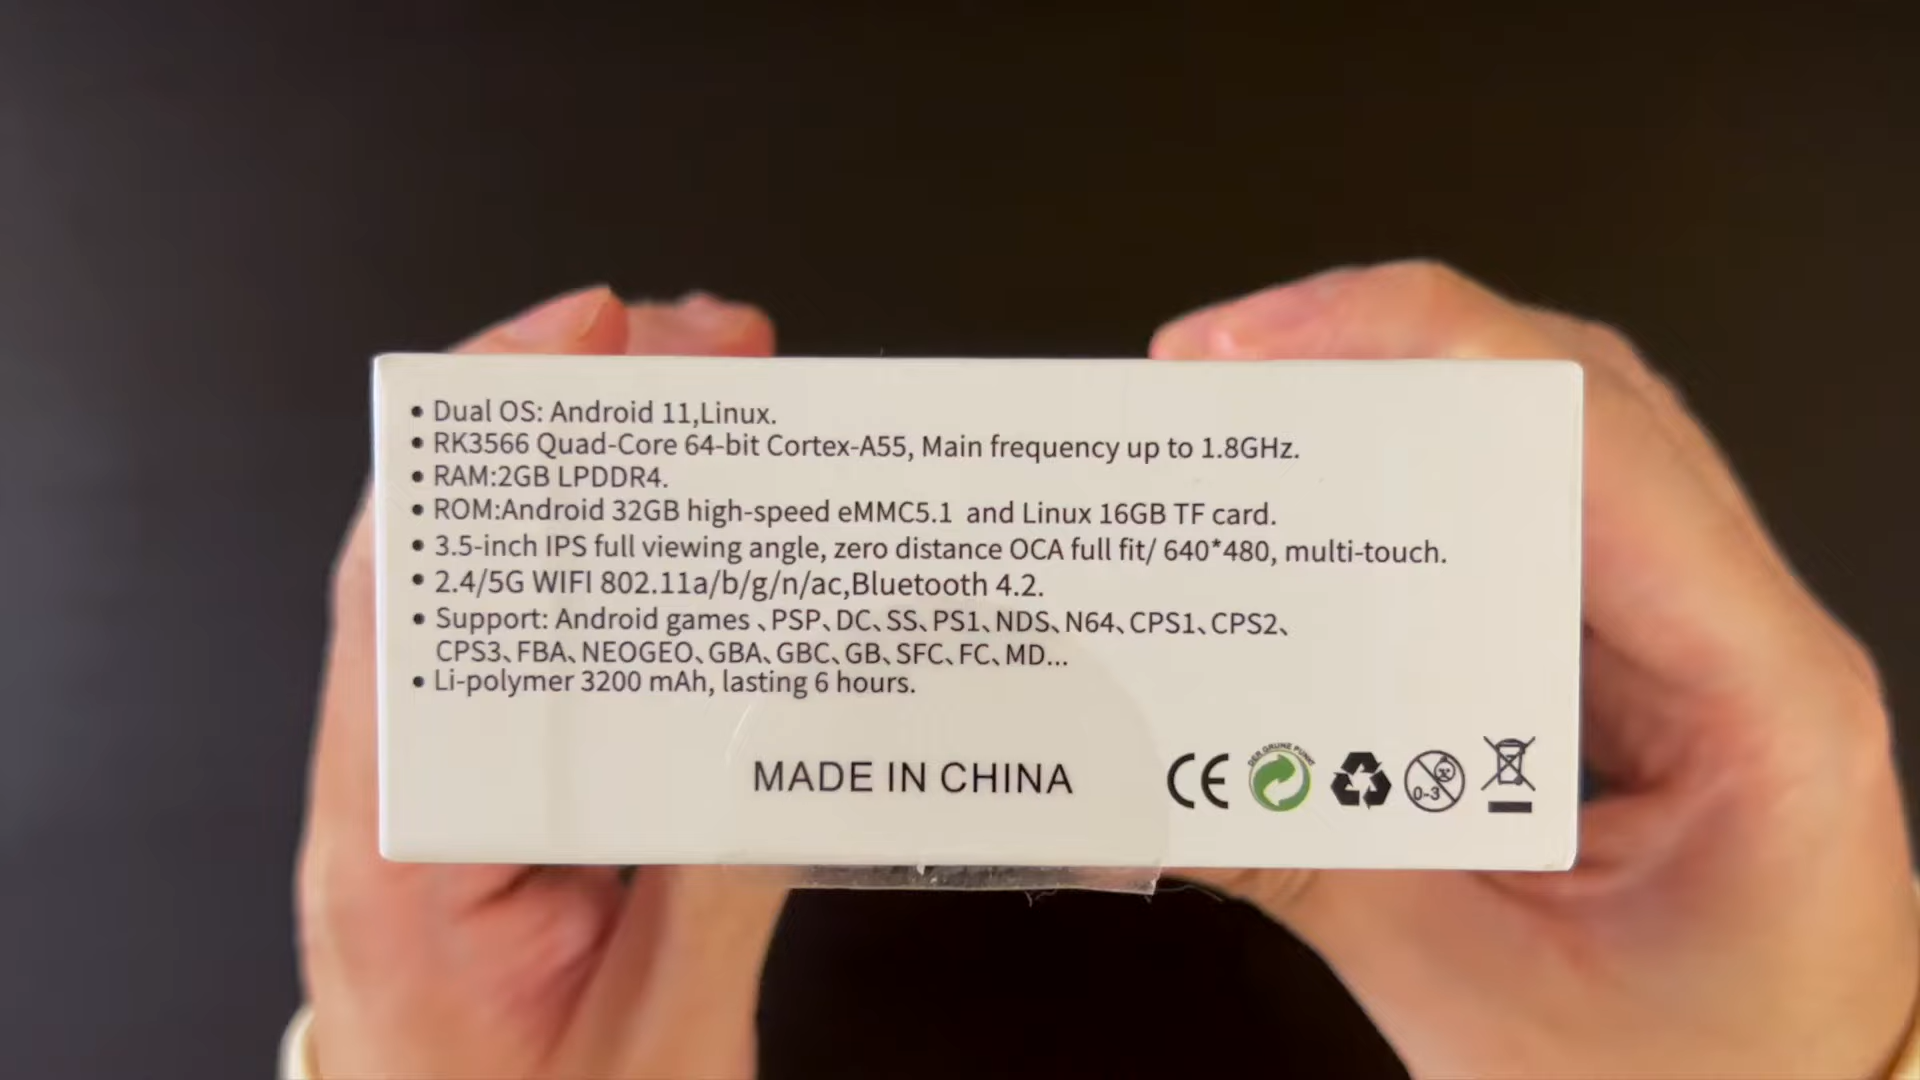 • Dual OS: Android 11,Linux.
• RK3566 Quad-Core 64-bit Cortex-A55, Main frequency up to 1.8GHz.
• RAM:2GB LPDDR4.
• ROM:Android 32GB high-speed eMMC5.1 and Linux 16GB TF card.
• 3.5-inch IPS full viewing angle, zero distance OCA full fit/ 640*480, multi-touch.
• 2.4/5G WIFI 802.11a/b/g/n/ac,Bluetooth 4.2.
• Support: Android games、PSP、DC、SS、PS1、NDS、N64、CPS1、CPS2、
CPS3、FBA、NEOGEO、GBA、GBC、GB、SFC、FC、MD...
• Li-polymer 3200 mAh, lasting 6 hours.
MADE IN CHINA
CE
DER GRÜNE PUNKT
0-3